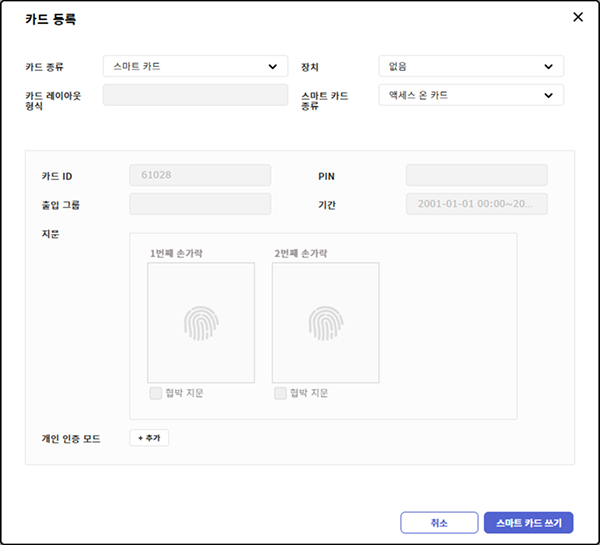 카드 등록
카드 종류 스마트 카드 장치 없음
카드 레이아웃 형식 스마트 카드 종류 액세스 온 카드
카드 ID 61028 PIN
출입 그룹 기간 2001-01-01 00:00~20...
지문
1번째 손가락 2번째 손가락
협박 지문 협박 지문
개인 인증 모드 + 추가
취소 스마트 카드 쓰기